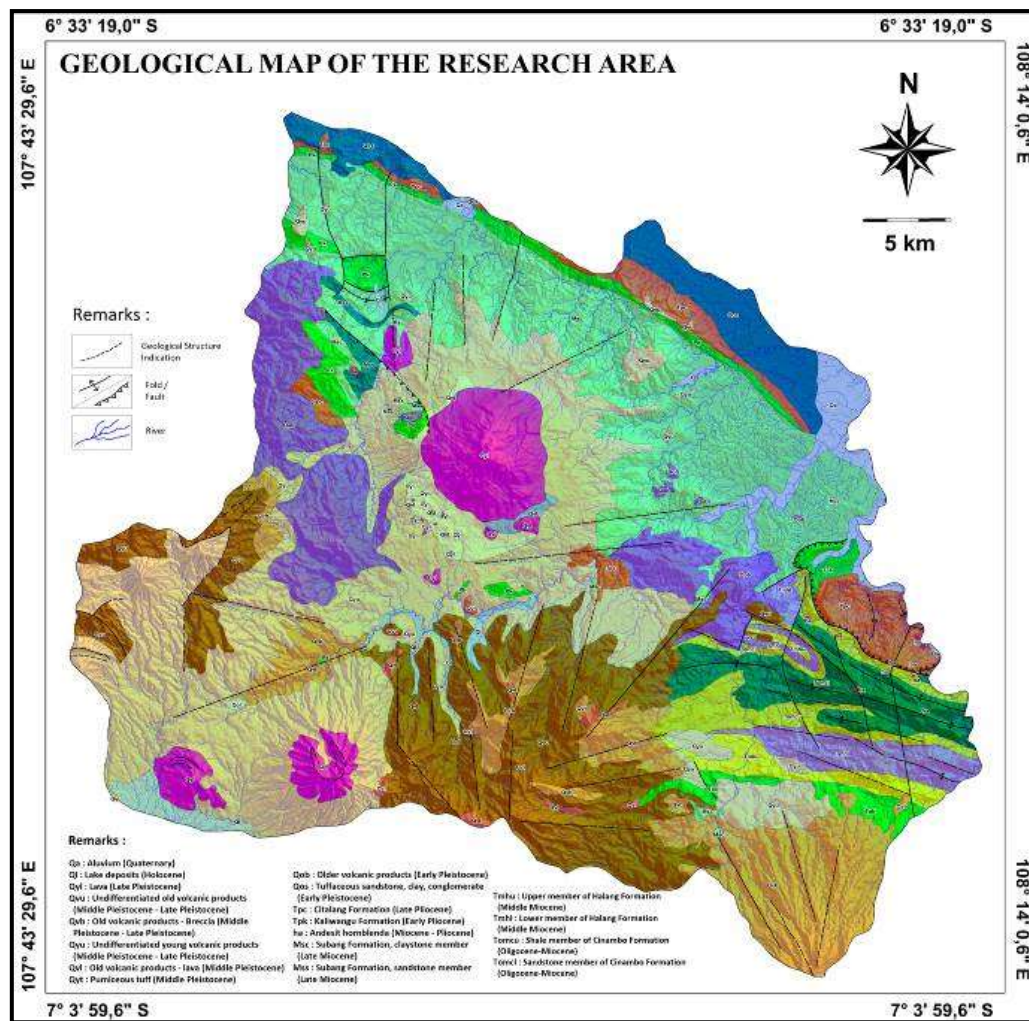 6° 33' 19,0" S
6° 33' 19,0" S
107° 43' 29,6" E
108° 14' 0,6" E
GEOLOGICAL MAP OF THE RESEARCH AREA
N
5 km
Remarks :
Geological Structure
Indication
Fold /
Fault
River
Remarks :
Qa : Aluvium (Quaternary)
Ql : Lake deposits (Holocene)
Qyl : Lava (Late Pleistocene)
Qvu : Undifferentiated old volcanic products
(Middle Pleistocene - Late Pleistocene)
Qvb : Old volcanic products - Breccia (Middle
Pleistocene - Late Pleistocene)
Qyu : Undifferentiated young volcanic products
(Middle Pleistocene - Late Pleistocene)
Qvl : Old volcanic products - lava (Middle Pleistocene)
Qyt : Pumiceous tuff (Middle Pleistocene)
Qob : Older volcanic products (Early Pleistocene)
Qos : Tuffaceous sandstone, clay, conglomerate
(Early Pleistocene)
Tpc : Citalang Formation (Late Pliocene)
Tpk : Kaliwangu Formation (Early Pliocene)
ha : Andesit hornblenda (Miocene - Pliocene)
Msc : Subang Formation, claystone member
(Late Miocene)
Mss : Subang Formation, sandstone member
(Late Miocene)
Tmhu : Upper member of Halang Formation
(Middle Miocene)
Tmhl : Lower member of Halang Formation
(Middle Miocene)
Tomcu : Shale member of Cinambo Formation
(Oligocene-Miocene)
Tomcl : Sandstone member of Cinambo Formation
(Oligocene-Miocene)
107° 43' 29,6" E
108° 14' 0,6" E
7° 3' 59,6" S
7° 3' 59,6" S